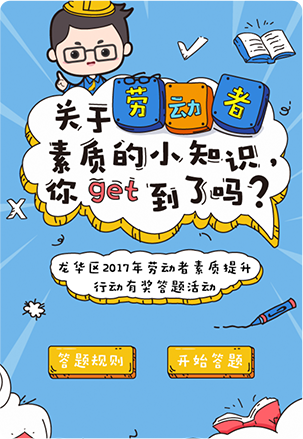 关于劳动者
素质的小知识，
你get到了吗？
龙华区2017年劳动者素质提升
行动有奖答题活动
答题规则
开始答题